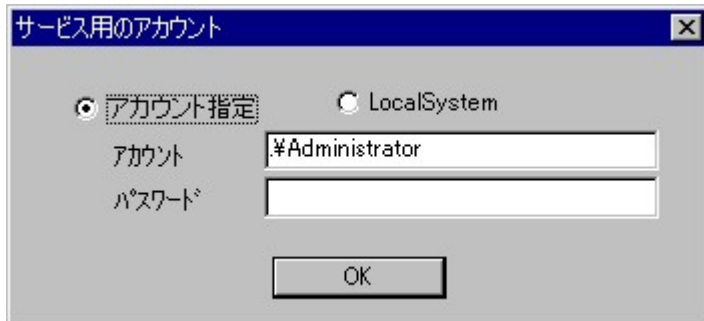 サービス用のアカウント
アカウント指定 LocalSystem
アカウント .¥Administrator
ﾊﾟｽﾜｰﾄﾞ
OK